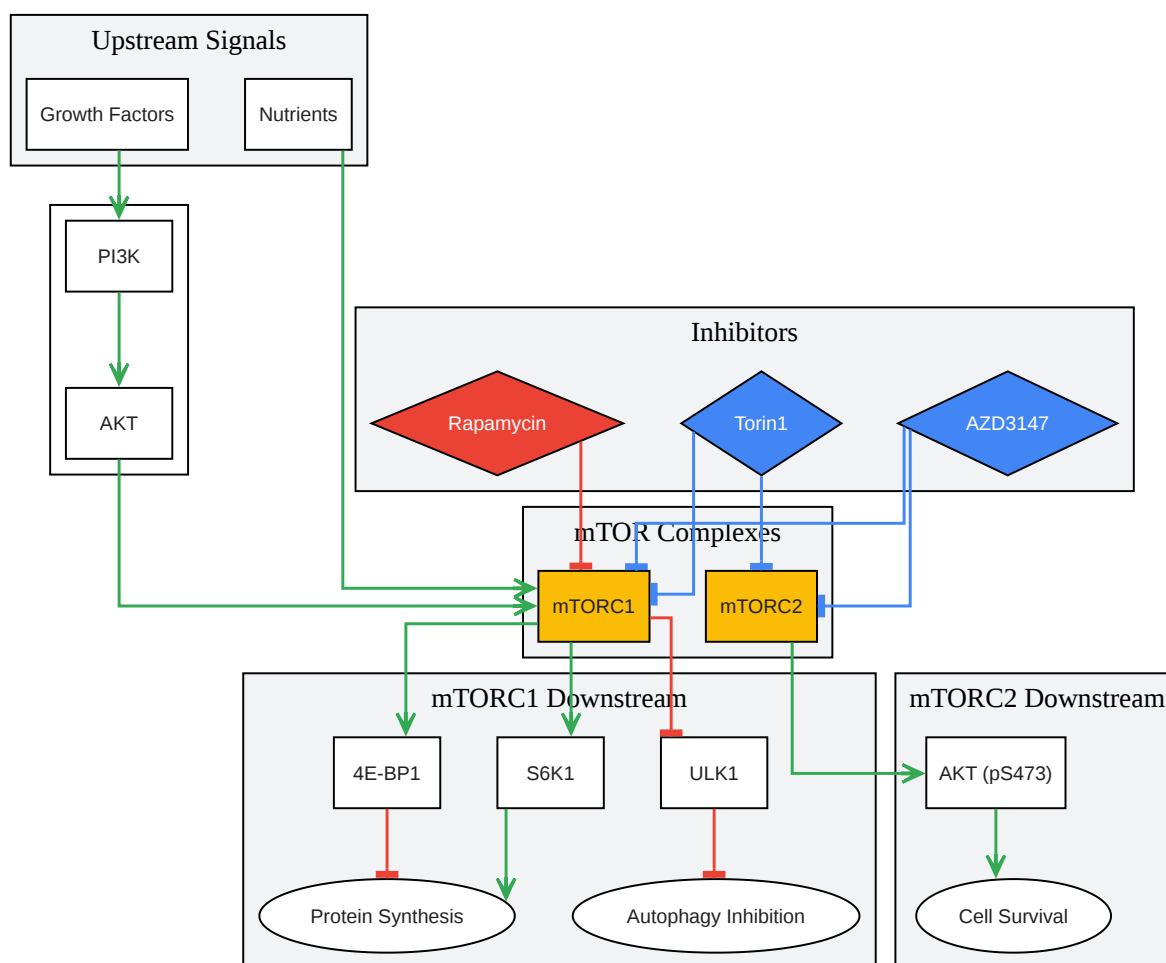 Upstream Signals
Growth Factors
Nutrients
PI3K
AKT
Inhibitors
Rapamycin
Torin1
AZD3147
mTOR Complexes
mTORC1
mTORC2
mTORC1 Downstream
mTORC2 Downstream
4E-BP1
S6K1
ULK1
AKT (pS473)
Protein Synthesis
Autophagy Inhibition
Cell Survival